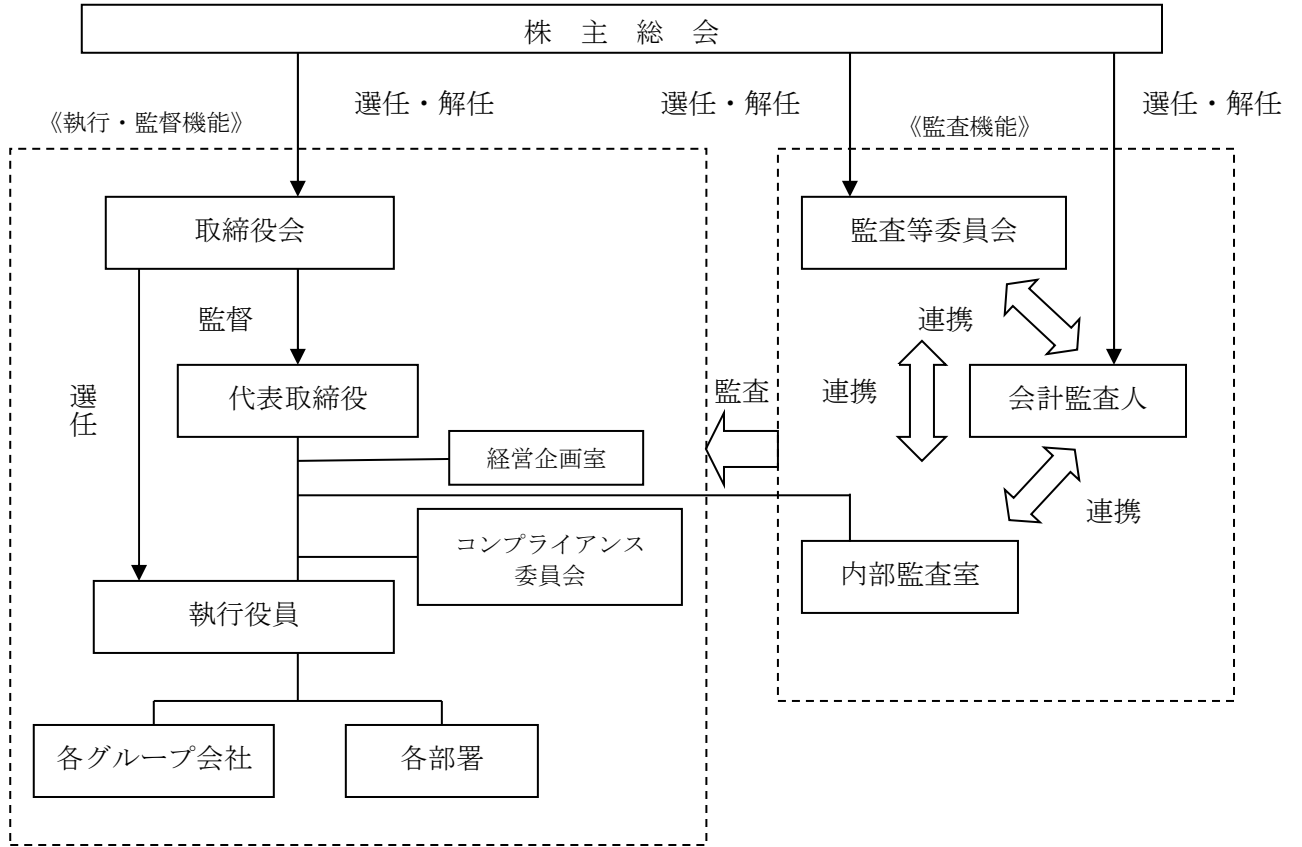 株 主 総 会
選任・解任
選任・解任
選任・解任
《執行・監督機能》
《監査機能》
取締役会
監査等委員会
監督
連携
選任
代表取締役
監査
連携
会計監査人
経営企画室
連携
コンプライアンス
委員会
内部監査室
執行役員
各グループ会社
各部署